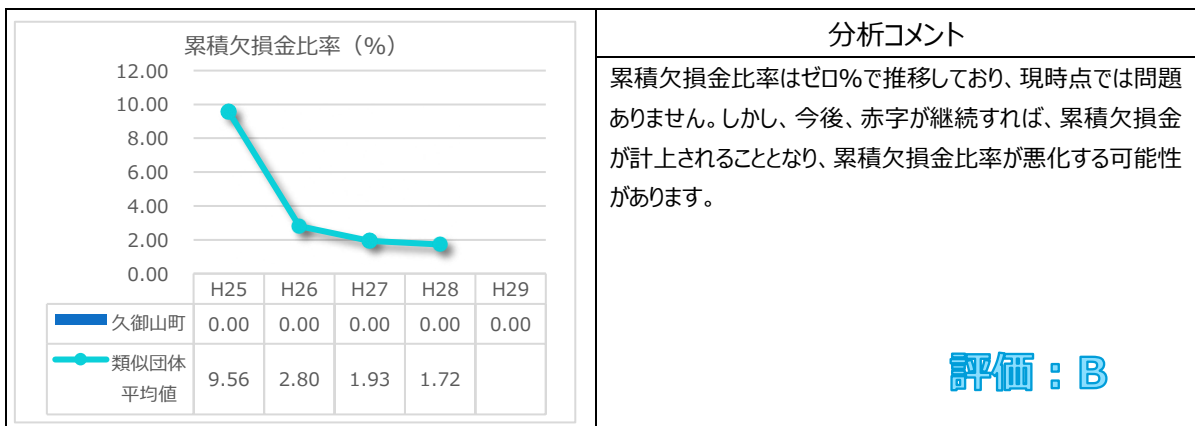 累積欠損金比率（%）
12.00
10.00
8.00
6.00
4.00
2.00
0.00
H25 H26 H27 H28 H29
久御山町 0.00 0.00 0.00 0.00 0.00
類似団体
平均値 9.56 2.80 1.93 1.72
分析コメント
累積欠損金比率はゼロ%で推移しており、現時点では問題
ありません。しかし、今後、赤字が継続すれば、累積欠損金
が計上されることとなり、累積欠損金比率が悪化する可能性
があります。
評価：B